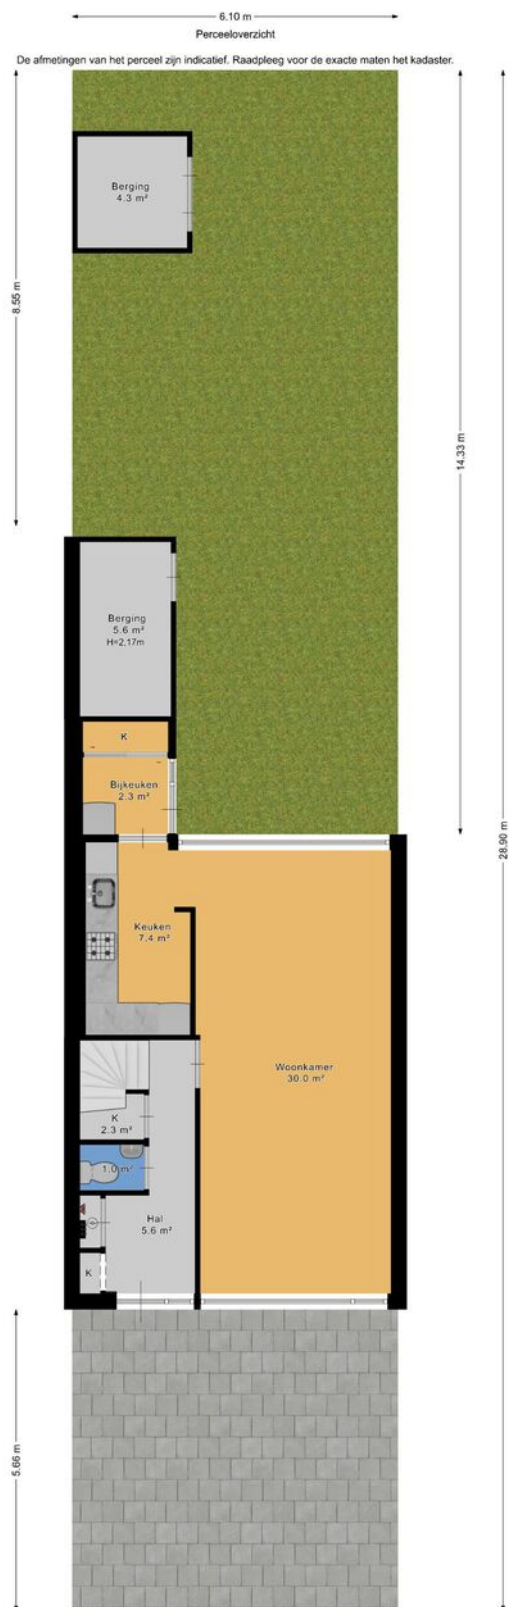 6.10 m
Perceeloverzicht
De afmetingen van het perceel zijn indicatief. Raadpleeg voor de exacte maten het kadaster.
Berging
4.3 m²
8.55 m
14.33 m
Berging
5.6 m²
H=2,17m
K
Bijkeuken
2.3 m²
28.90 m
Keuken
7.4 m²
Woonkamer
30.0 m²
K
2.3 m²
1.0 m²
Hal
5.6 m²
K
5.66 m